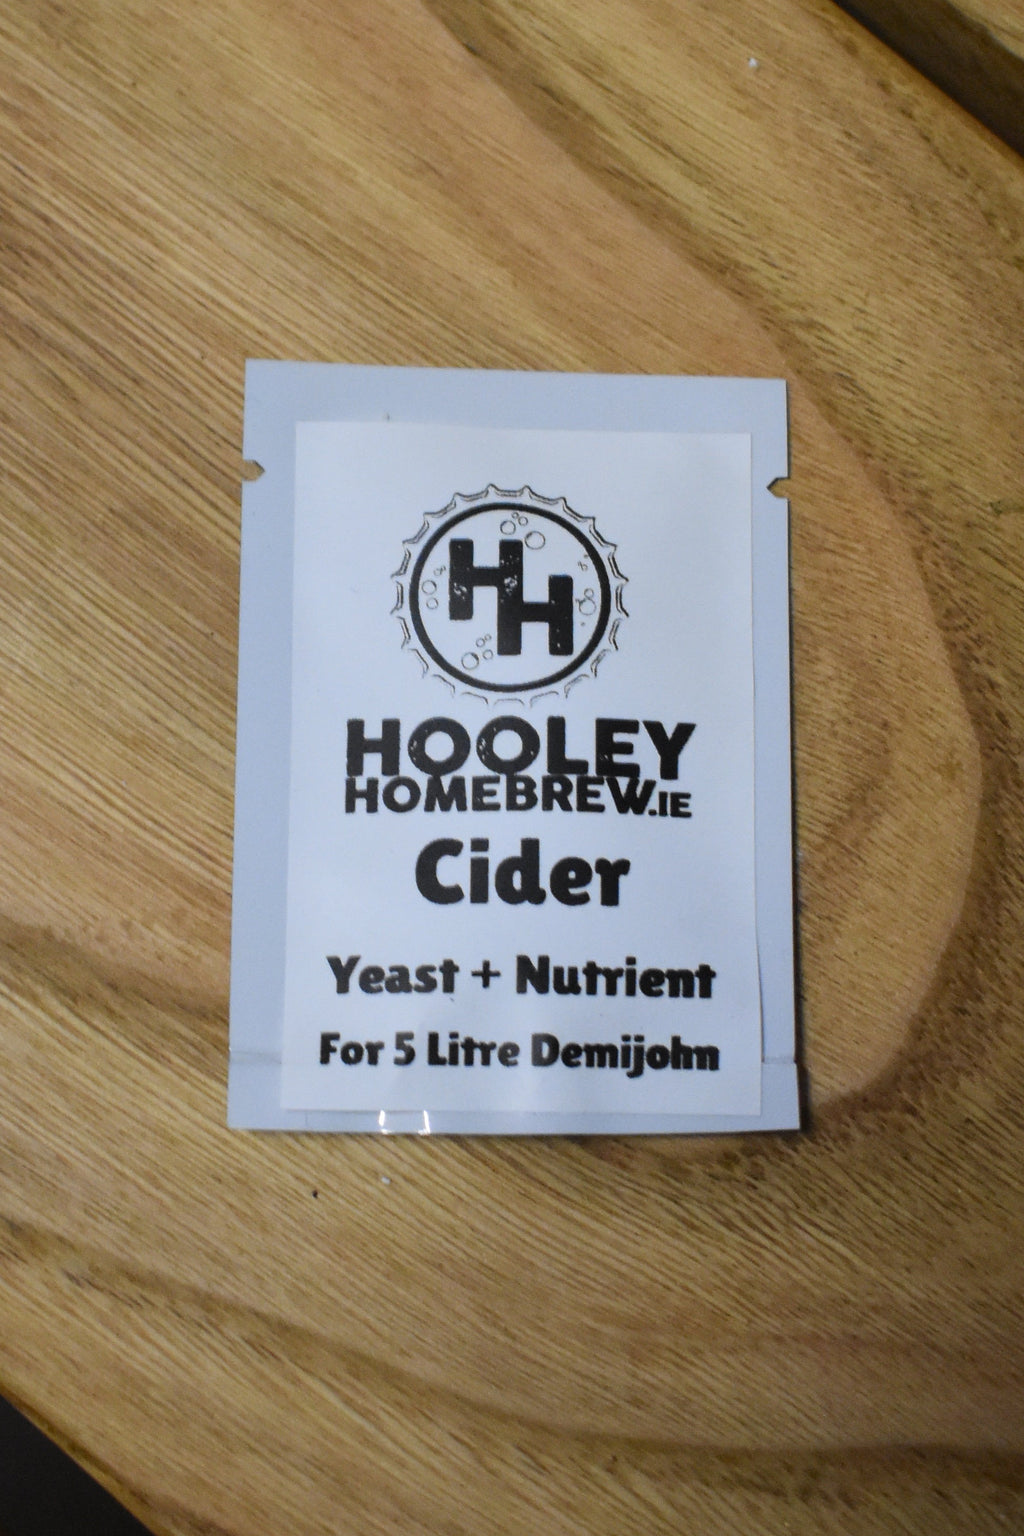 HH
HOOLEY
HOMEBREW.IE
Cider
Yeast + Nutrient
For 5 Litre Demijohn